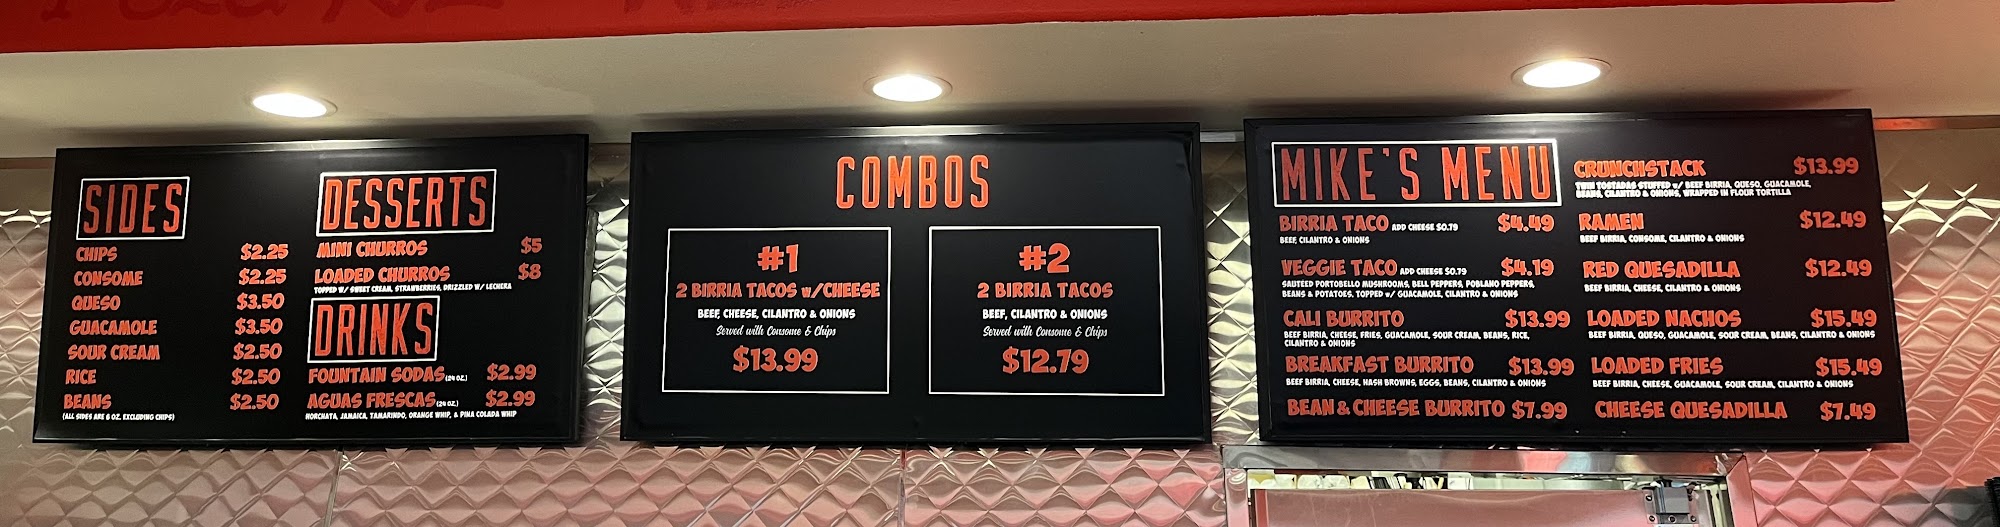 SIDES
CHIPS $2.25
CONSOME $2.25
QUESO $3.50
GUACAMOLE $3.50
SOUR CREAM $2.50
RICE $2.50
BEANS $2.50
(ALL SIDES ARE 6 OZ. EXCLUDING CHIPS)
DESSERTS
MINI CHURROS $5
LOADED CHURROS $8
TOPPED W/ SWEET CREAM, STRAWBERRIES, DRIZZLED W/ LECHERA
DRINKS
FOUNTAIN SODAS (24 OZ.) $2.99
AGUAS FRESCAS (24 OZ.) $2.99
HORCHATA, JAMAICA, TAMARINDO, ORANGE WHIP, & PINA COLADA WHIP
COMBOS
#1
2 BIRRIA TACOS W/CHEESE
BEEF, CHEESE, CILANTRO & ONIONS
Served with Consome & Chips
$13.99
#2
2 BIRRIA TACOS
BEEF, CILANTRO & ONIONS
Served with Consome & Chips
$12.79
MIKE'S MENU
BIRRIA TACO ADD CHEESE $0.79 $4.49
BEEF, CILANTRO & ONIONS
VEGGIE TACO ADD CHEESE $0.79 $4.19
SAUTÉED PORTOBELLO MUSHROOMS, BELL PEPPERS, POBLANO PEPPERS,
BEANS & POTATOES. TOPPED W/ GUACAMOLE, CILANTRO & ONIONS
CALI BURRITO $13.99
BEEF BIRRIA, CHEESE, FRIES, GUACAMOLE, SOUR CREAM, BEANS, RICE,
CILANTRO & ONIONS
BREAKFAST BURRITO $13.99
BEEF BIRRIA, CHEESE, HASH BROWNS, EGGS, BEANS, CILANTRO & ONIONS
BEAN & CHEESE BURRITO $7.99
CRUNCHSTACK $13.99
TWIN TOSTADAS STUFFED W/ BEEF BIRRIA, QUESO, GUACAMOLE,
BEANS, CILANTRO & ONIONS, WRAPPED IN FLOUR TORTILLA
RAMEN $12.49
BEEF BIRRIA, CONSOME, CILANTRO & ONIONS
RED QUESADILLA $12.49
BEEF BIRRIA, CHEESE, CILANTRO & ONIONS
LOADED NACHOS $15.49
BEEF BIRRIA, QUESO, GUACAMOLE, SOUR CREAM, BEANS, CILANTRO & ONIONS
LOADED FRIES $15.49
BEEF BIRRIA, CHEESE, GUACAMOLE, SOUR CREAM, CILANTRO & ONIONS
CHEESE QUESADILLA $7.49